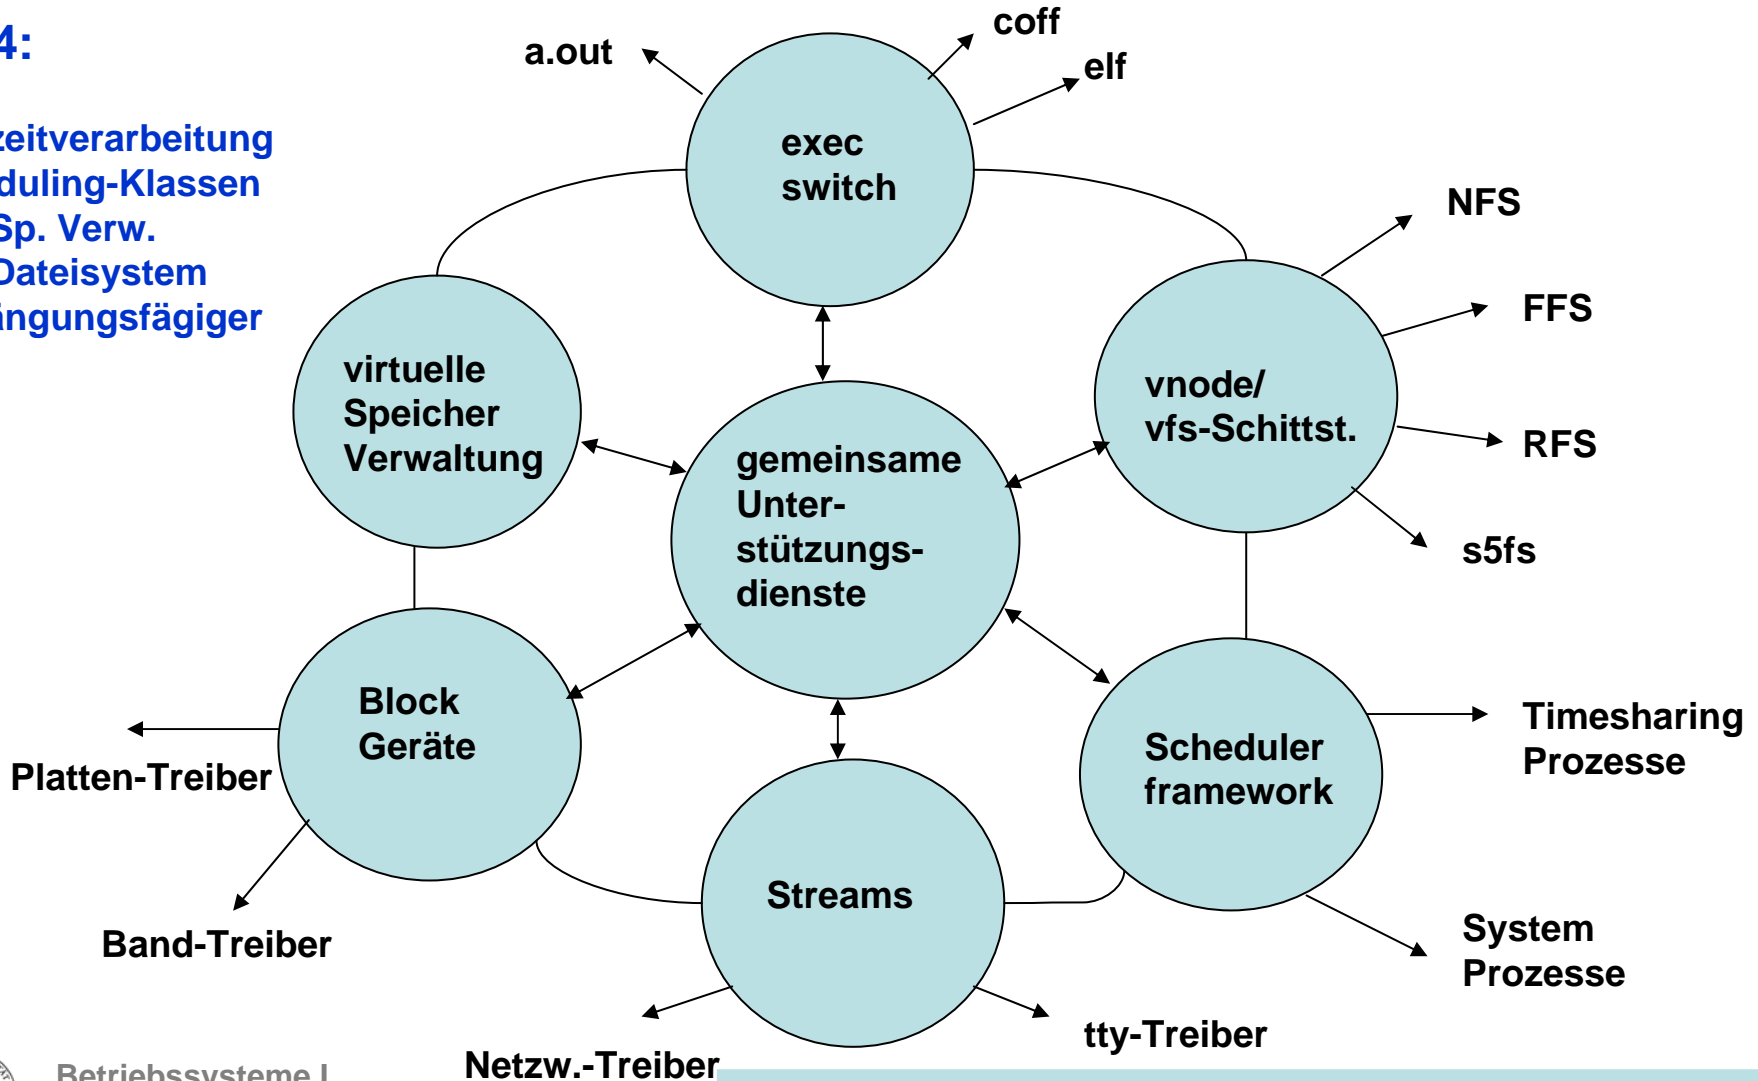 4:
zeitverarbeitung
duling-Klassen
Sp. Verw.
Dateisystem
ängungsfägiger
a.out
coff
elf
exec
switch
NFS
FFS
RFS
s5fs
virtuelle
Speicher
Verwaltung
vnode/
vfs-Schittst.
gemeinsame
Unter-
stützungs-
dienste
Block
Geräte
Platten-Treiber
Band-Treiber
Scheduler
framework
Timesharing
Prozesse
System
Prozesse
Streams
tty-Treiber
Netzw.-Treiber
Betriebssysteme I